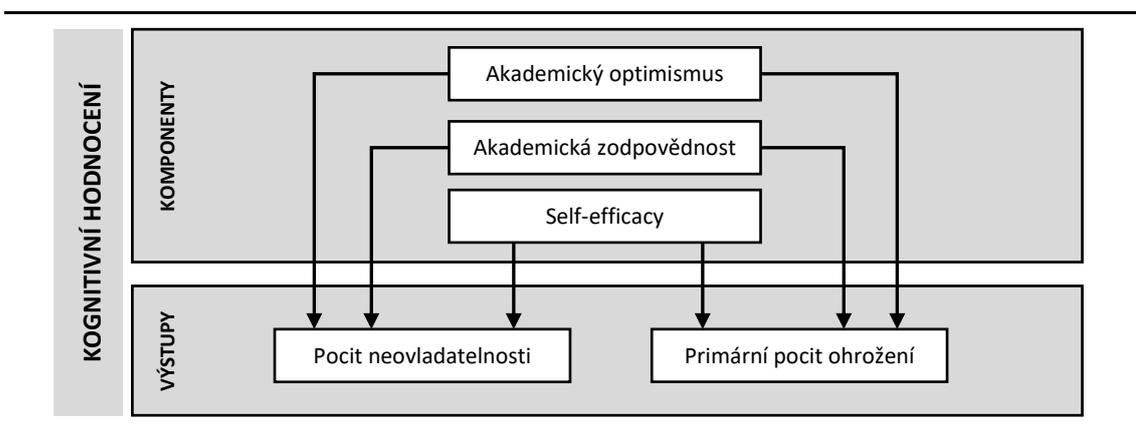 KOGNITIVNÍ HODNOCENÍ
KOMPONENTY
Akademický optimismus
Akademická zodpovědnost
Self-efficacy
VÝSTUPY
Pocit neovladatelnosti
Primární pocit ohrožení